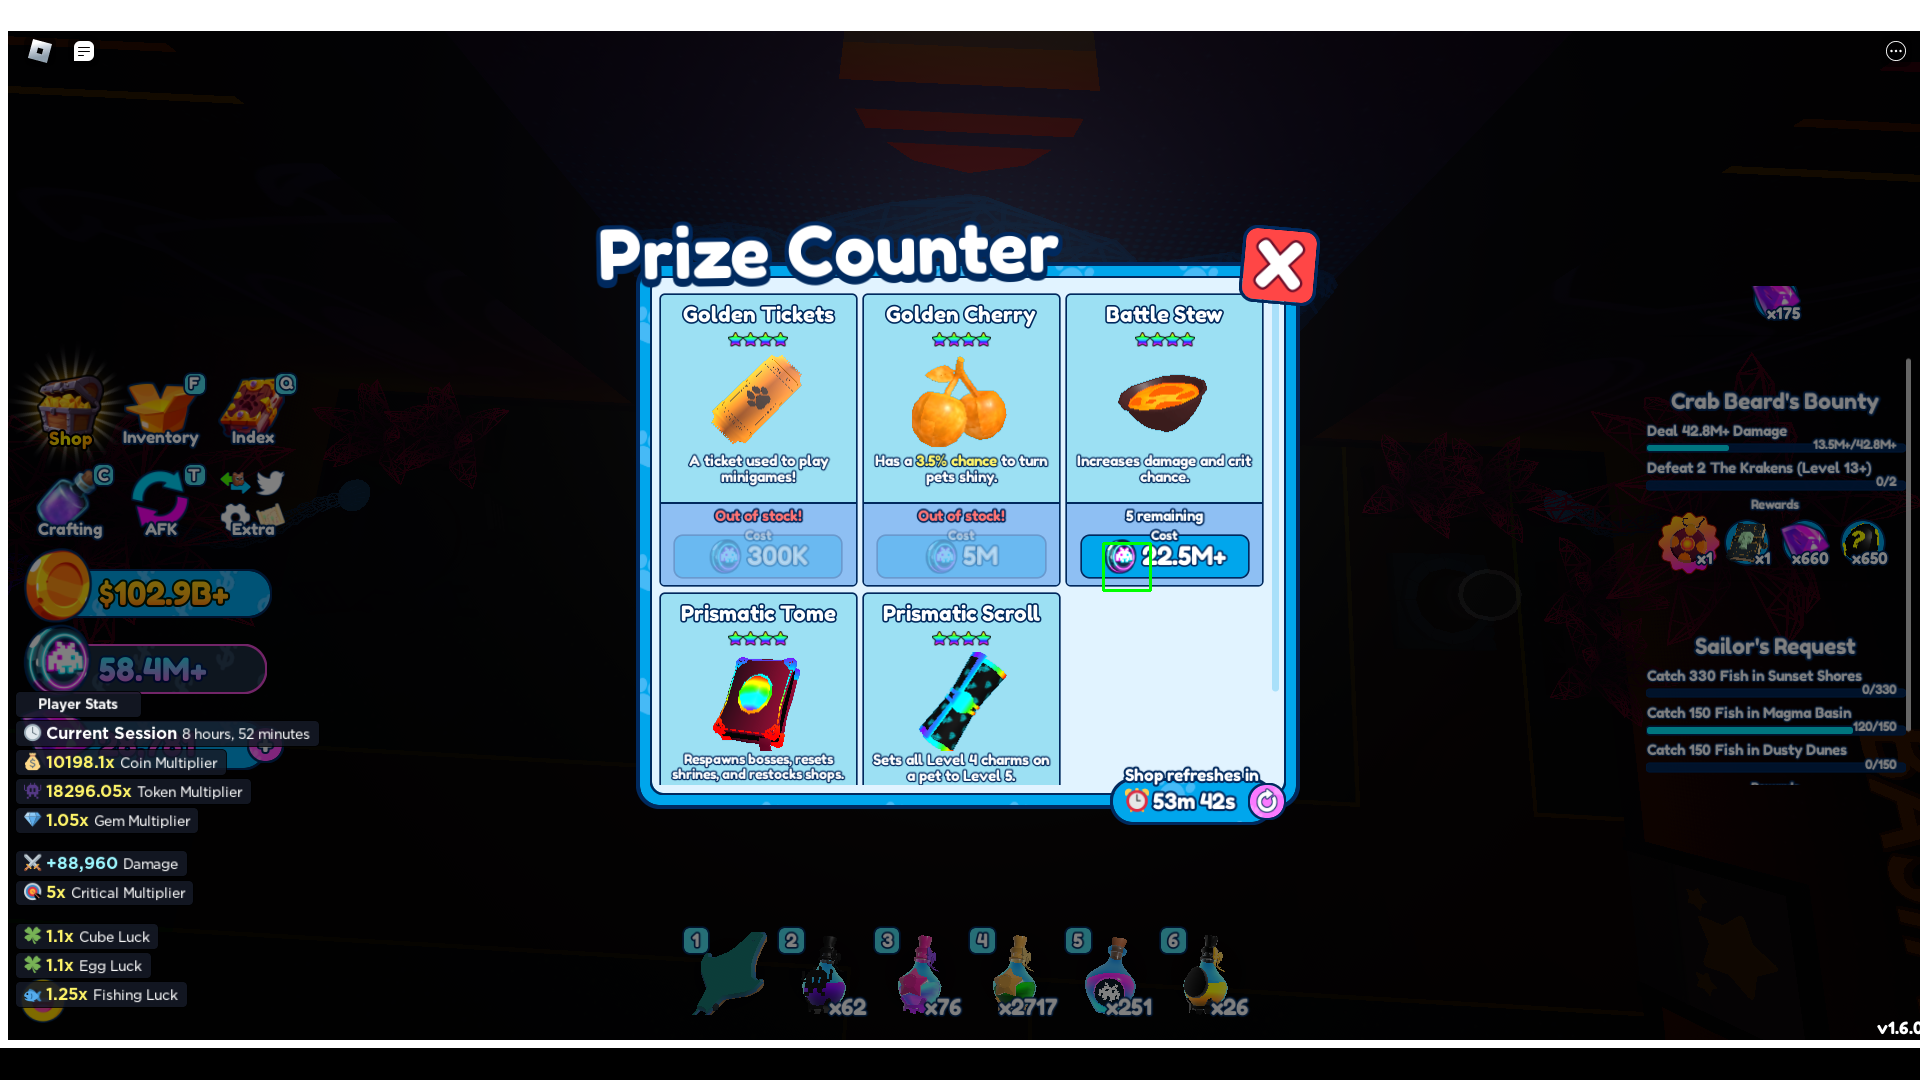 Prize Counter
Golden Tickets
A ticket used to play
minigames!
Out of stock!
Cost
300K
Golden Cherry
Has a 3.5% chance to turn
pets shiny.
Out of stock!
Cost
5M
Battle Stew
Increases damage and crit
chance.
5 remaining
Cost
22.5M+
Prismatic Tome
Respawns bosses, resets
shrines, and restocks shops.
Prismatic Scroll
Sets all Level 4 charms on
a pet to Level 5.
Shop refreshes in
53m 42s
Shop
F
Inventory
Q
Index
C
Crafting
T
AFK
Extra
$102.9B+
58.4M+
Player Stats
Current Session 8 hours, 52 minutes
10198.1x Coin Multiplier
18296.05x Token Multiplier
1.05x Gem Multiplier
+88,960 Damage
5x Critical Multiplier
1.1x Cube Luck
1.1x Egg Luck
1.25x Fishing Luck
x175
Crab Beard's Bounty
Deal 42.8M+ Damage
13.5M+/42.8M+
Defeat 2 The Krakens (Level 13+)
0/2
Rewards
x1
x1
x660
x650
Sailor's Request
Catch 330 Fish in Sunset Shores
0/330
Catch 150 Fish in Magma Basin
120/150
Catch 150 Fish in Dusty Dunes
0/150
1
2
x62
3
x76
4
x2717
5
x251
6
x26
v1.6.0